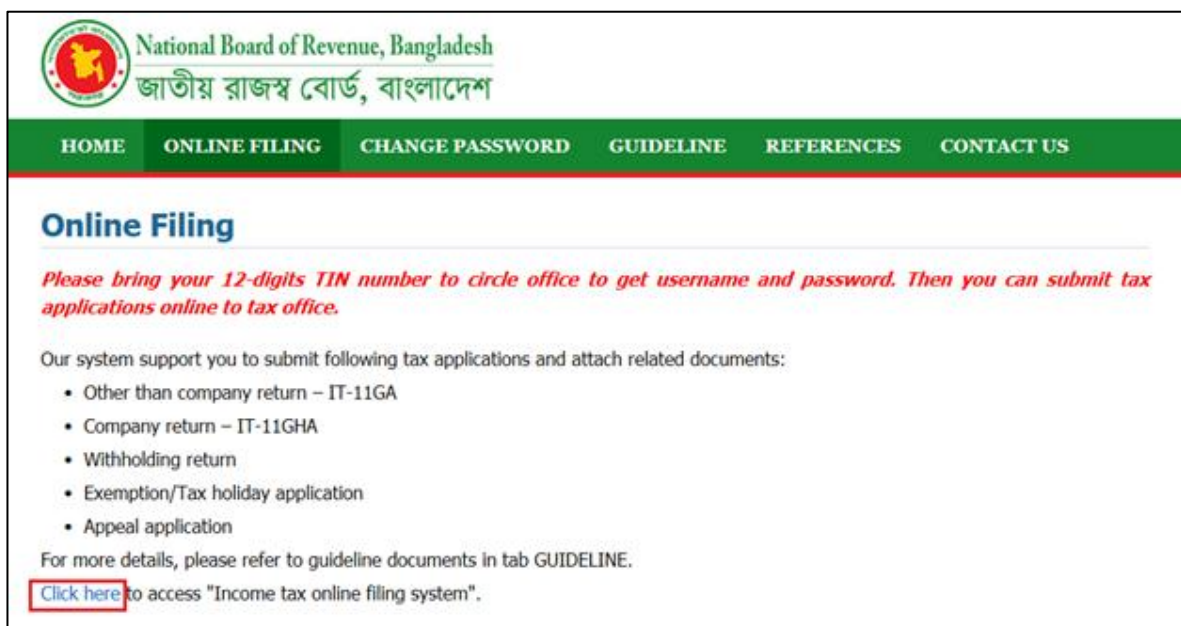 National Board of Revenue, Bangladesh
জাতীয় রাজস্ব বোর্ড, বাংলাদেশ
HOME ONLINE FILING CHANGE PASSWORD GUIDELINE REFERENCES CONTACT US
Online Filing
Please bring your 12-digits TIN number to circle office to get username and password. Then you can submit tax
applications online to tax office.
Our system support you to submit following tax applications and attach related documents:
• Other than company return – IT-11GA
• Company return – IT-11GHA
• Withholding return
• Exemption/Tax holiday application
• Appeal application
For more details, please refer to guideline documents in tab GUIDELINE.
Click here to access "Income tax online filing system".